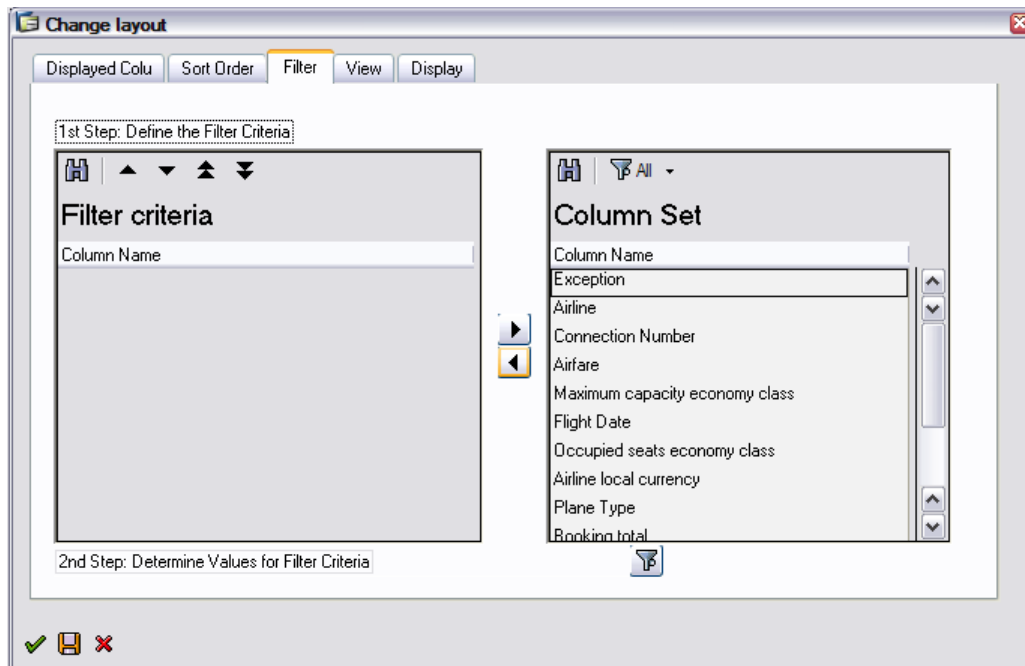 Change layout
Displayed Colu Sort Order Filter View Display
1st Step: Define the Filter Criteria
All
Filter criteria
Column Set
Column Name
Column Name
Exception
Airline
Connection Number
Airfare
Maximum capacity economy class
Flight Date
Occupied seats economy class
Airline local currency
Plane Type
Booking total
2nd Step: Determine Values for Filter Criteria